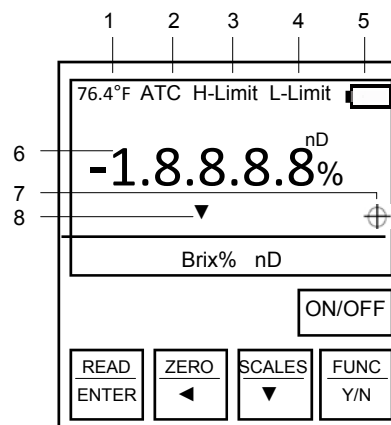 1 2 3 4 5
76.4°F ATC H-Limit L-Limit
nD
6
-1.8.8.8.8%
7
8 ▼
Brix% nD
ON/OFF
READ ZERO SCALES FUNC
ENTER ◄ ▼ Y/N